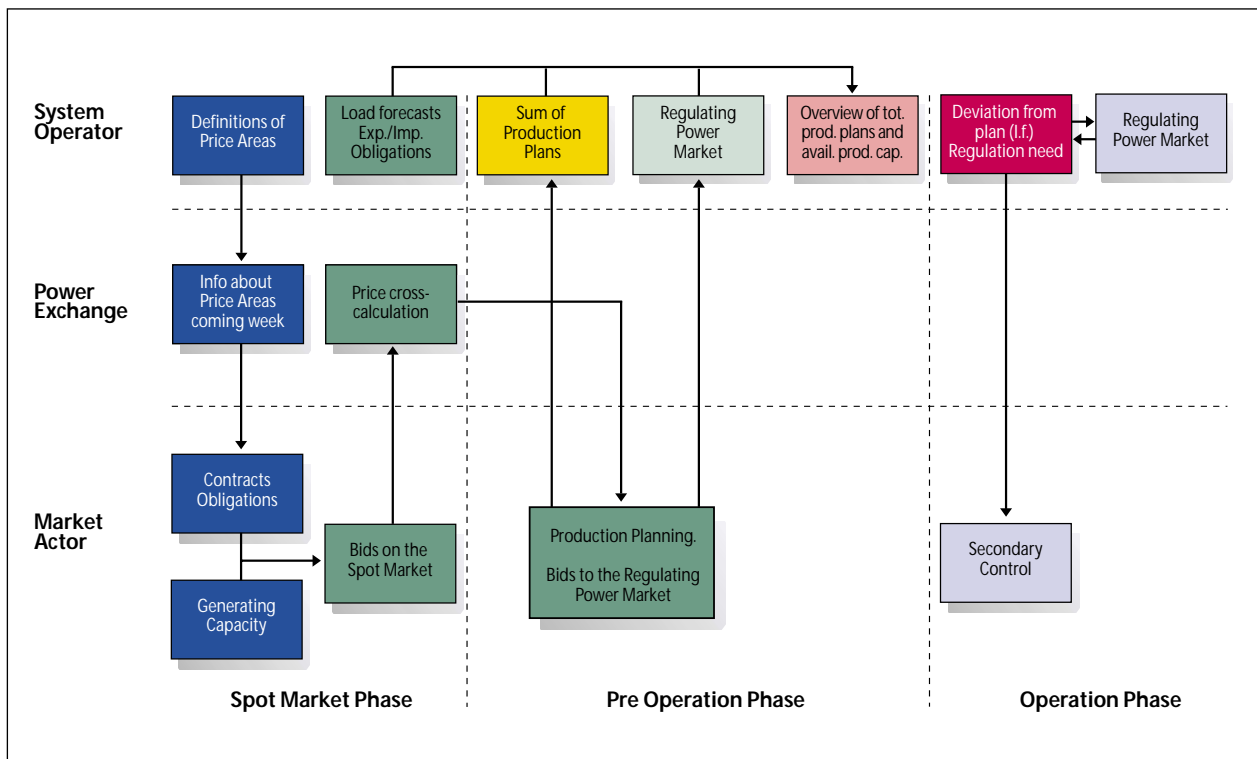 System
Operator
Definitions of
Price Areas
Load forecasts
Exp./Imp.
Obligations
Sum of
Production
Plans
Regulating
Power
Market
Overview of tot.
prod. plans and
avail. prod. cap.
Deviation from
plan (l.f.)
Regulation need
Regulating
Power Market
Power
Exchange
Info about
Price Areas
coming week
Price cross-
calculation
Market
Actor
Contracts
Obligations
Generating
Capacity
Bids on the
Spot Market
Production Planning.
Bids to the Regulating
Power Market
Secondary
Control
Spot Market Phase
Pre Operation Phase
Operation Phase